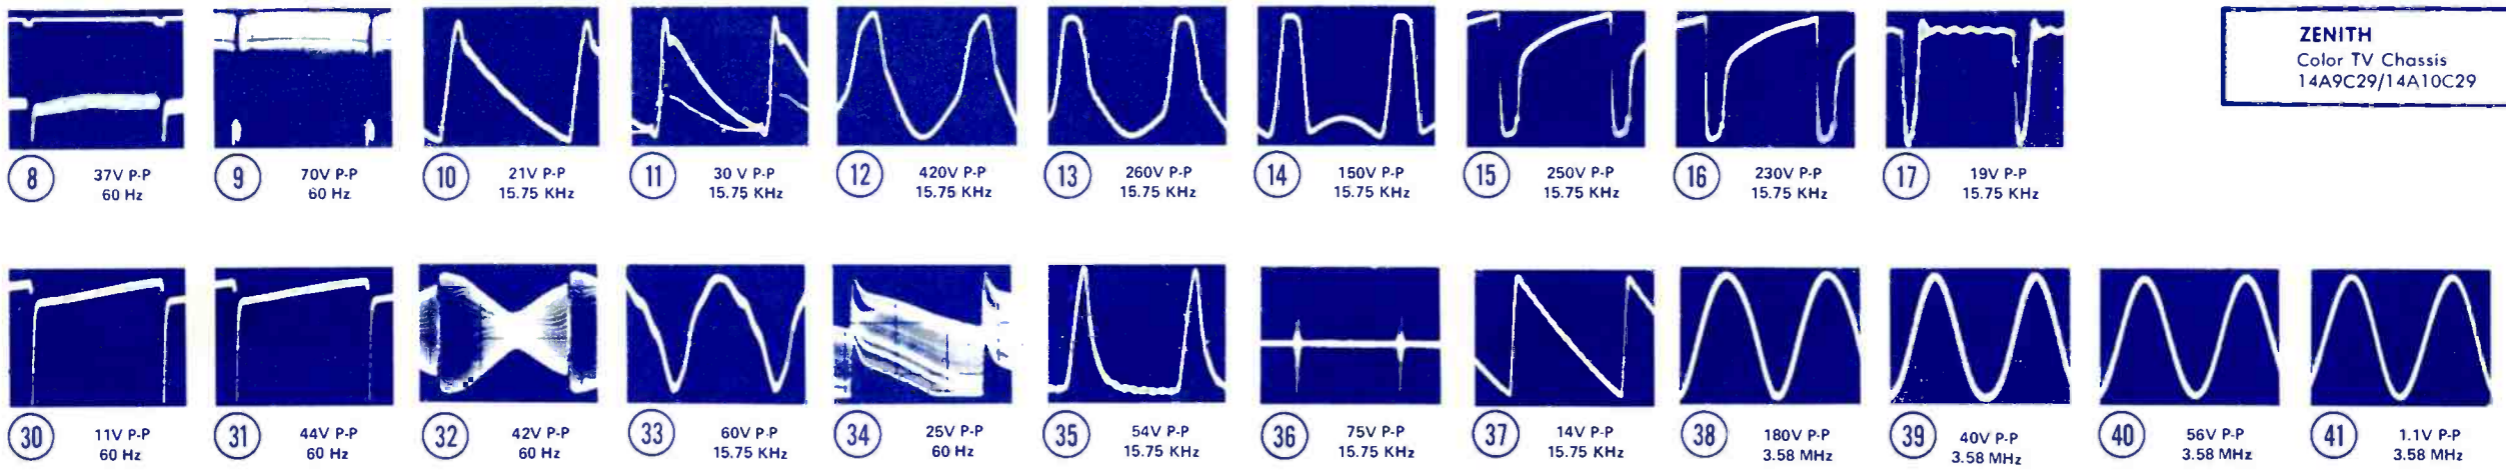 ZENITH
Color TV Chassis
14A9C29/14A10C29
8 37V P-P
60 Hz
9 70V P-P
60 Hz
10 21V P-P
15.75 KHz
11 30 V P-P
15.75 KHz
12 420V P-P
15.75 KHz
13 260V P-P
15.75 KHz
14 150V P-P
15.75 KHz
15 250V P-P
15.75 KHz
16 230V P-P
15.75 KHz
17 19V P-P
15.75 KHz
30 11V P-P
60 Hz
31 44V P-P
60 Hz
32 42V P-P
60 Hz
33 60V P-P
15.75 KHz
34 25V P-P
60 Hz
35 54V P-P
15.75 KHz
36 75V P-P
15.75 KHz
37 14V P-P
15.75 KHz
38 180V P-P
3.58 MHz
39 40V P-P
3.58 MHz
40 56V P-P
3.58 MHz
41 1.1V P-P
3.58 MHz